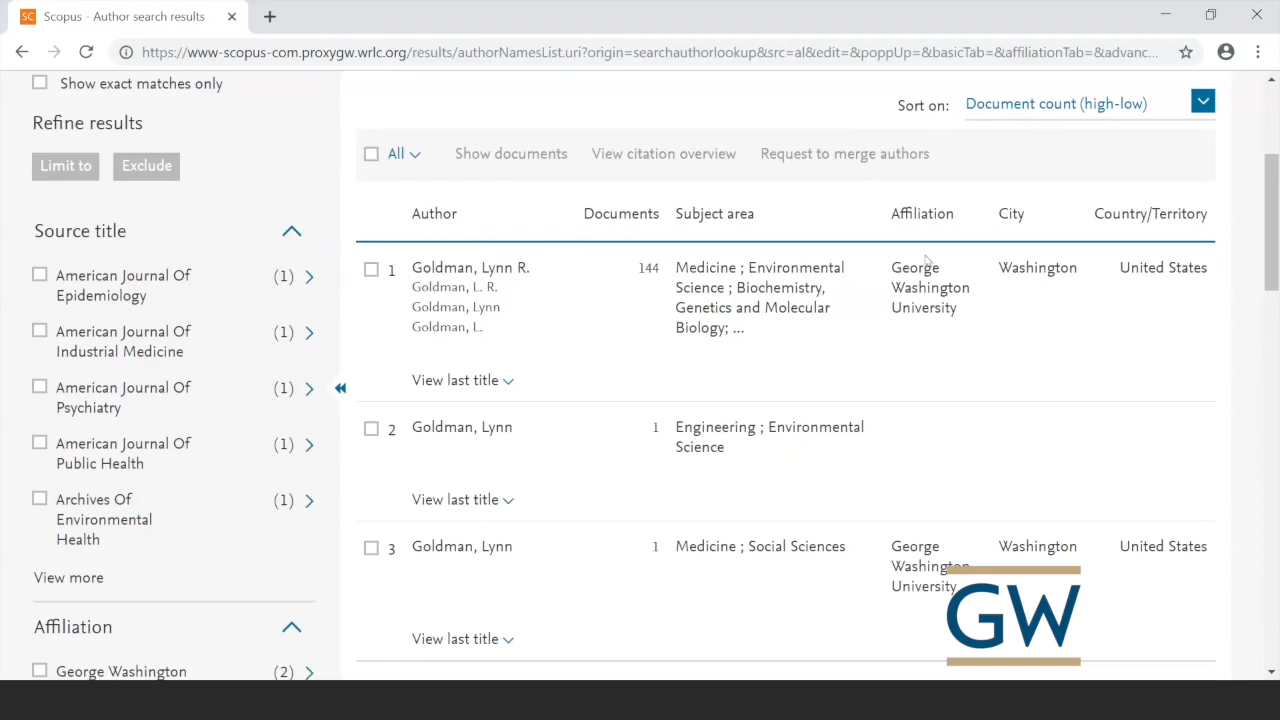 SC Scopus - Author search results
https://www-scopus-com.proxygw.wrlc.org/results/authorNamesList.uri?origin=searchauthorlookup&src=al&edit=&poppUp=&basicTab=&affiliationTab=&advanc...
Show exact matches only
Refine results
Limit to Exclude
Source title
American Journal Of
Epidemiology
(1)
American Journal Of
Industrial Medicine
(1)
American Journal Of
Psychiatry
(1)
American Journal Of
Public Health
(1)
Archives Of
Environmental
Health
(1)
View more
Affiliation
George Washington (2)
Sort on: Document count (high-low)
All Show documents View citation overview Request to merge authors
Author Documents Subject area Affiliation City Country/Territory
1 Goldman, Lynn R.
Goldman, L. R.
Goldman, Lynn
Goldman, L.
144
Medicine ; Environmental
Science ; Biochemistry,
Genetics and Molecular
Biology; ...
George
Washington
University
Washington
United States
View last title
2 Goldman, Lynn
1
Engineering ; Environmental
Science
View last title
3 Goldman, Lynn
1
Medicine ; Social Sciences
George
Washington
University
Washington
United States
View last title
GW